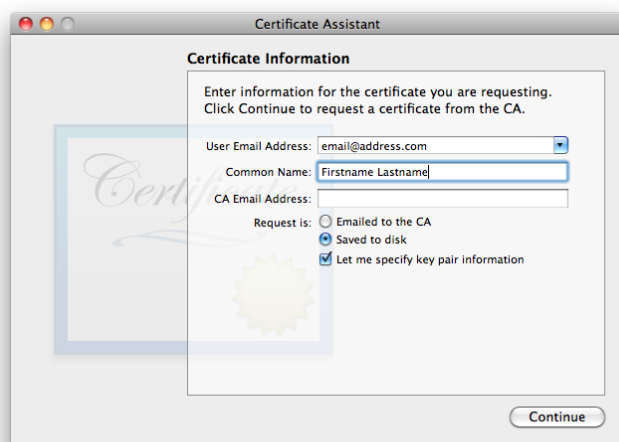 Certificate Assistant
Certificate Information
Enter information for the certificate you are requesting.
Click Continue to request a certificate from the CA.
User Email Address: email@address.com
Common Name: Firstname Lastname
CA Email Address:
Request is: Emailed to the CA
Saved to disk
Let me specify key pair information
Certificate
Continue